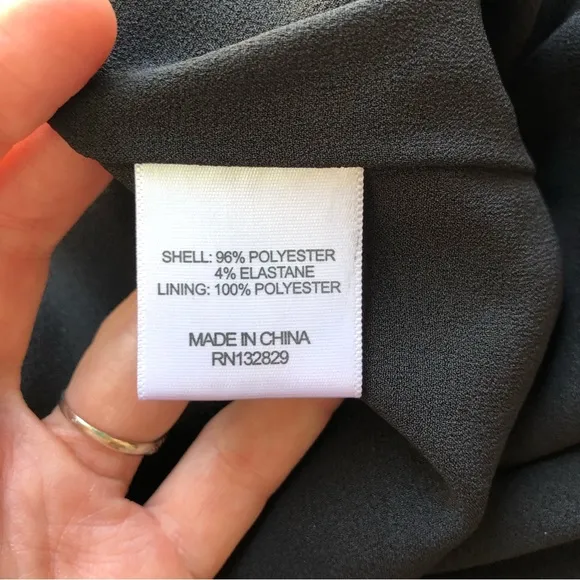 SHELL: 96% POLYESTER
4% ELASTANE
LINING: 100% POLYESTER
MADE IN CHINA
RN132829